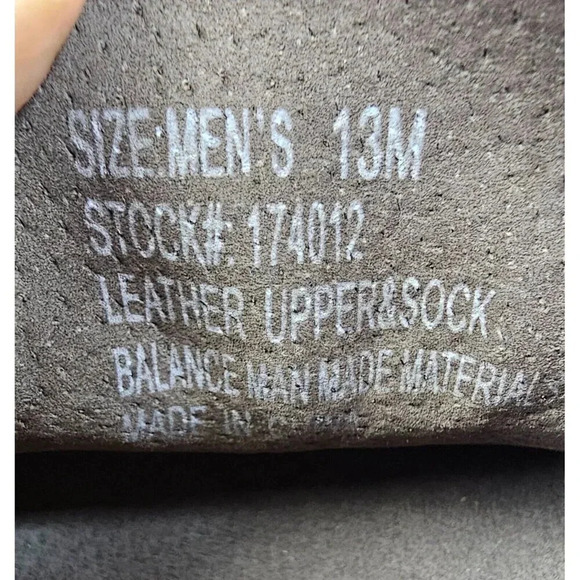 SIZE:MEN'S 13M
STOCK#: 174012
LEATHER UPPER&SOCK,
BALANCE MAN MADE MATERIAL
MADE IN